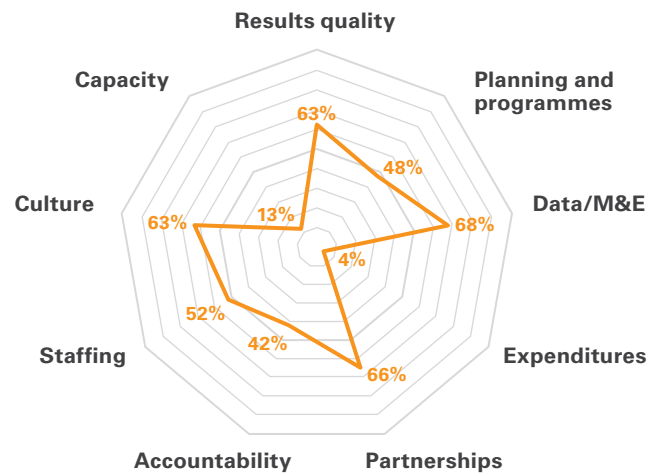 Results quality
Capacity
Planning and
programmes
63%
48%
Culture
13%
Data/M&E
63%
68%
4%
52%
42%
Staffing
Expenditures
66%
Accountability
Partnerships